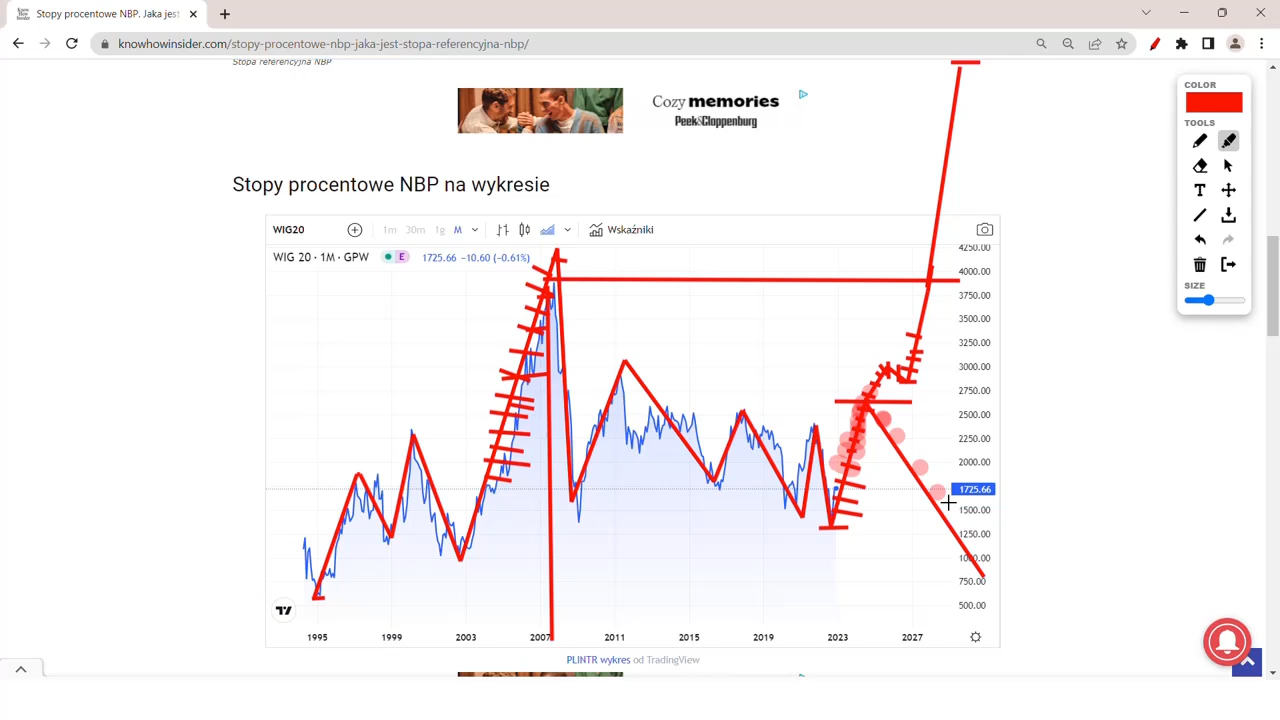 Know
How
Insider
Stopy procentowe NBP. Jaka jest
knowhowinsider.com/stopy-procentowe-nbp-jaka-jest-stopa-referencyjna-nbp/
Stopa referencyjna NBP
Cozy memories
Peek&Cloppenburg
COLOR
TOOLS
T
SIZE
Stopy procentowe NBP na wykresie
WIG20
1m 30m 1g M
Wskaźniki
WIG 20 · 1M · GPW
E
1725.66 −10.60 (−0.61%)
4250.00
4000.00
3750.00
3500.00
3250.00
3000.00
2750.00
2500.00
2250.00
2000.00
1725.66
1500.00
1250.00
1000.00
750.00
500.00
1995 1999 2003 2007 2011 2015 2019 2023 2027
PLINTR wykres od TradingView